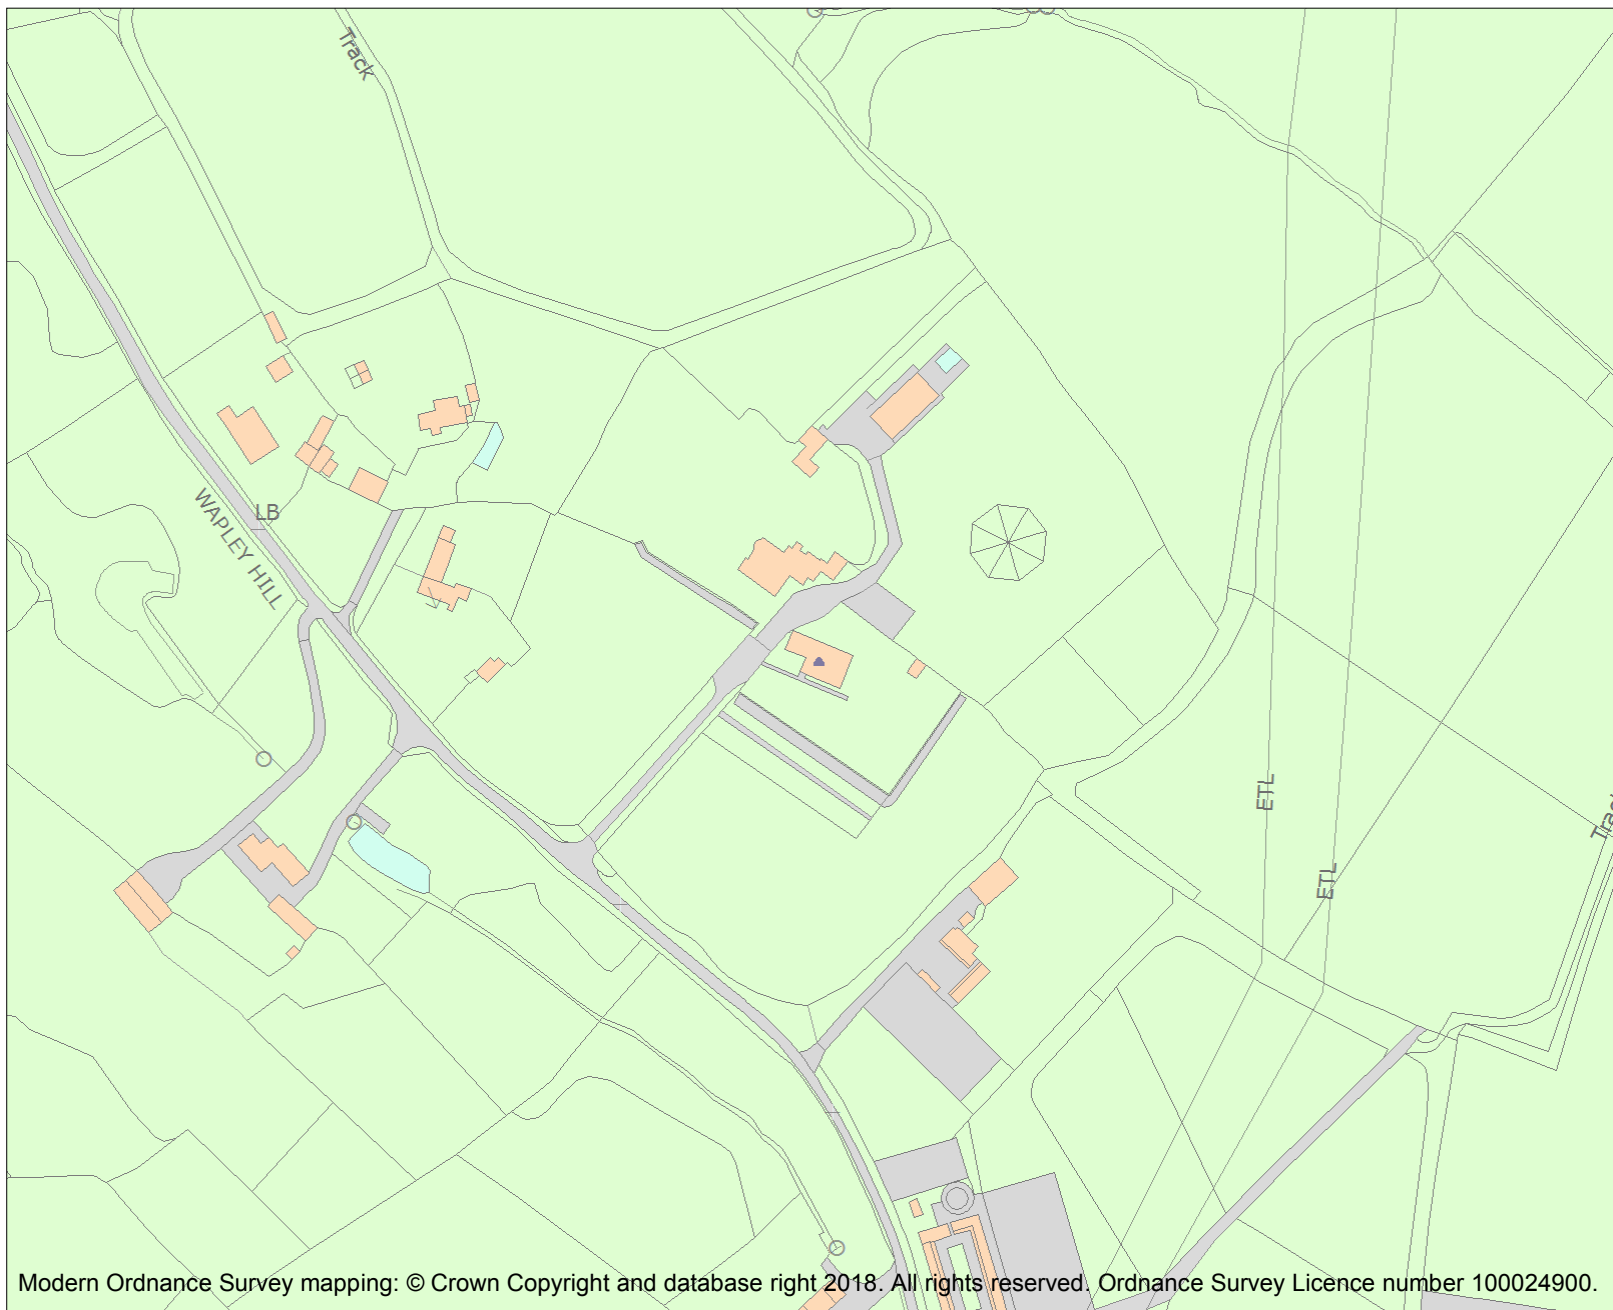 Track
LB
WAPLEY HILL
ETL
ETL
Modern Ordnance Survey mapping: © Crown Copyright and database right 2018. All rights reserved. Ordnance Survey Licence number 100024900.